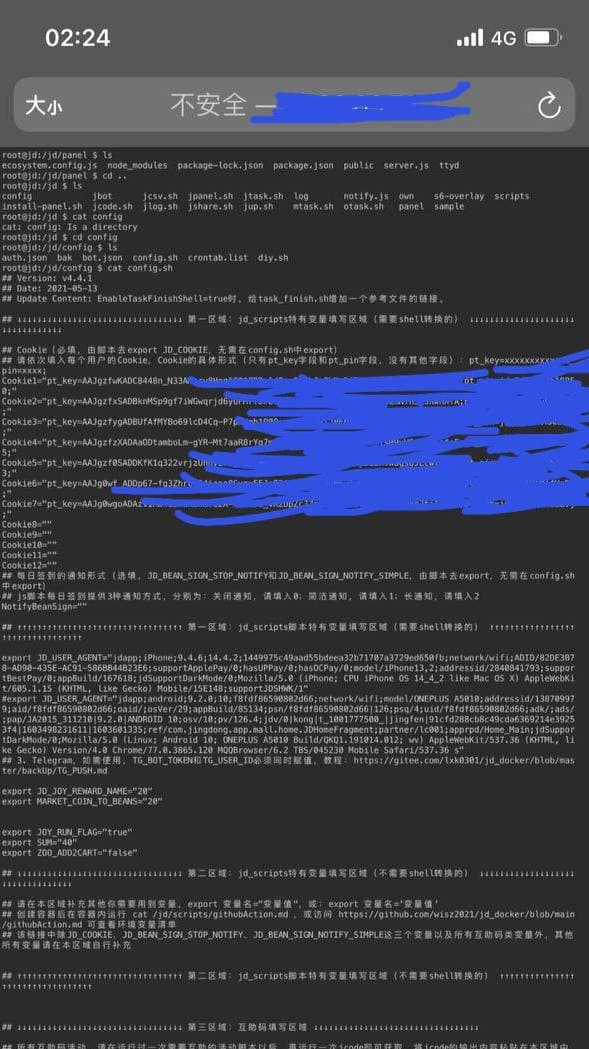 02:24
4G
大小
不安全 —
root@jd:/jd/panel $ ls
ecosystem.config.js node_modules package-lock.json package.json public server.js ttyd
root@jd:/jd/panel $ cd ..
root@jd:/jd $ ls
config jbot jcsv.sh jpanel.sh jtask.sh log notify.js own s6-overlay scripts
install-panel.sh jcode.sh jlog.sh jshare.sh jup.sh mtask.sh otask.sh panel sample
root@jd:/jd $ cat config
cat: config: Is a directory
root@jd:/jd $ cd config
root@jd:/jd/config $ ls
auth.json bak bot.json config.sh crontab.list diy.sh
root@jd:/jd/config $ cat config.sh
## Version: v4.4.1
## Date: 2021-05-13
## Update Content: EnableTaskFinishShell=true时, 给task_finish.sh增加一个参考文件的链接。
## ↓↓↓↓↓↓↓↓↓↓↓↓↓↓↓↓↓↓↓↓↓↓↓↓↓↓↓↓↓↓↓ 第一区域: jd_scripts特有变量填写区域 (需要shell转换的) ↓↓↓↓↓↓↓↓↓↓↓↓↓↓
↓↓↓↓↓↓↓↓↓↓↓
## Cookie (必填, 由脚本去export JD_COOKIE, 无需在config.sh中export)
## 请依次填入每个用户的Cookie, Cookie的具体形式 (只有pt_key字段和pt_pin字段, 没有其他字段) : pt_key=xxxxxxxxxx
pin=xxxx;
Cookie1="pt_key=
0;"
Cookie2="pt_key=
;"
Cookie3="pt_key=
;"
Cookie4="pt_key=
5;"
Cookie5="pt_key=
3;"
Cookie6="pt_key=
;"
Cookie7="pt_key=
;"
Cookie8=""
Cookie9=""
Cookie10=""
Cookie11=""
Cookie12=""
## 每日签到的通知形式 (选填, JD_BEAN_SIGN_STOP_NOTIFY和JD_BEAN_SIGN_NOTIFY_SIMPLE, 由脚本去export, 无需在config.sh
中export)
## js脚本每日签到提供3种通知方式, 分别为: 关闭通知, 请填入0; 简洁通知, 请填入1; 长通知, 请填入2
NotifyBeanSign=""
## ↑↑↑↑↑↑↑↑↑↑↑↑↑↑↑↑↑↑↑↑↑↑↑↑↑↑↑↑↑↑↑ 第一区域: jd_scripts脚本特有变量填写区域 (需要shell转换的) ↑↑↑↑↑↑↑↑↑↑↑↑↑↑
↑↑↑↑↑↑↑↑↑↑↑↑↑↑
export JD_USER_AGENT="jdapp;iPhone;9.4.6;14.4.2;1449975c49aad55bdeea32b71707a3729ed650fb;network/wifi;ADID/82DE3B7
8-AD90-435E-AC91-586BB44B23E6;supportApplePay/0;hasUPPay/0;hasOCPay/0;model/iPhone13,2;addressid/2840841793;suppor
tBestPay/0;appBuild/167618;jdSupportDarkMode/0;Mozilla/5.0 (iPhone; CPU iPhone OS 14_4_2 like Mac OS X) AppleWebKi
t/605.1.15 (KHTML, like Gecko) Mobile/15E148;supportJDSHWK/1"
#export JD_USER_AGENT="jdapp;android;9.2.0;10;f8fdf86590802d66;network/wifi;model/ONEPLUS A5010;addressid/13870997
9;aid/f8fdf86590802d66;oaid/;osVer/29;appBuild/85134;psn/f8fdf86590802d66|126;psq/4;uid/f8fdf86590802d66;adk/;ads/
;pap/JA2015_311210|9.2.0|ANDROID 10;osv/10;pv/126.4;jdv/0|kong|t_1001777500_|jingfen|91cfd288cb8c49cda6369214e3925
3f4|1603498231611|1603601335;ref/com.jingdong.app.mall.home.JDHomeFragment;partner/lc001;apprpd/Home_Main;jdSuppor
tDarkMode/0;Mozilla/5.0 (Linux; Android 10; ONEPLUS A5010 Build/QKQ1.191014.012; wv) AppleWebKit/537.36 (KHTML, li
ke Gecko) Version/4.0 Chrome/77.0.3865.120 MQQBrowser/6.2 TBS/045230 Mobile Safari/537.36 s"
## 3. Telegram, 如需使用, TG_BOT_TOKEN和TG_USER_ID必须同时赋值, 教程: https://gitee.com/lxk0301/jd_docker/blob/mas
ter/backUp/TG_PUSH.md
export JD_JOY_REWARD_NAME="20"
export MARKET_COIN_TO_BEANS="20"
export JOY_RUN_FLAG="true"
export SUM="40"
export ZOO_ADD2CART="false"
## ↓↓↓↓↓↓↓↓↓↓↓↓↓↓↓↓↓↓↓↓↓↓↓↓↓↓↓↓↓↓↓ 第二区域: jd_scripts特有变量填写区域 (不需要shell转换的) ↓↓↓↓↓↓↓↓↓↓↓↓↓↓
↓↓↓↓↓↓↓↓↓↓↓↓↓
## 请在本区域补充其他你需要用到变量, export 变量名="变量值", 或: export 变量名='变量值'
## 创建容器后在容器内运行 cat /jd/scripts/githubAction.md , 或访问 https://github.com/wisz2021/jd_docker/blob/main
/githubAction.md 可查看环境变量清单
## 该链接中除JD_COOKIE、JD_BEAN_SIGN_STOP_NOTIFY、JD_BEAN_SIGN_NOTIFY_SIMPLE这三个变量以及所有互助码类变量外, 其他
所有变量请在本区域自行补充
## ↑↑↑↑↑↑↑↑↑↑↑↑↑↑↑↑↑↑↑↑↑↑↑↑↑↑↑↑↑↑↑ 第二区域: jd_scripts脚本特有变量填写区域 (不需要shell转换的) ↑↑↑↑↑↑↑↑↑↑↑↑↑↑
↑↑↑↑↑↑↑↑↑↑↑↑↑↑↑↑
## ↓↓↓↓↓↓↓↓↓↓↓↓↓↓↓↓↓↓↓↓↓↓↓↓↓↓↓↓↓↓↓ 第三区域: 互助码填写区域 ↓↓↓↓↓↓↓↓↓↓↓↓↓↓↓↓↓↓↓↓↓↓↓↓↓↓↓↓↓↓↓